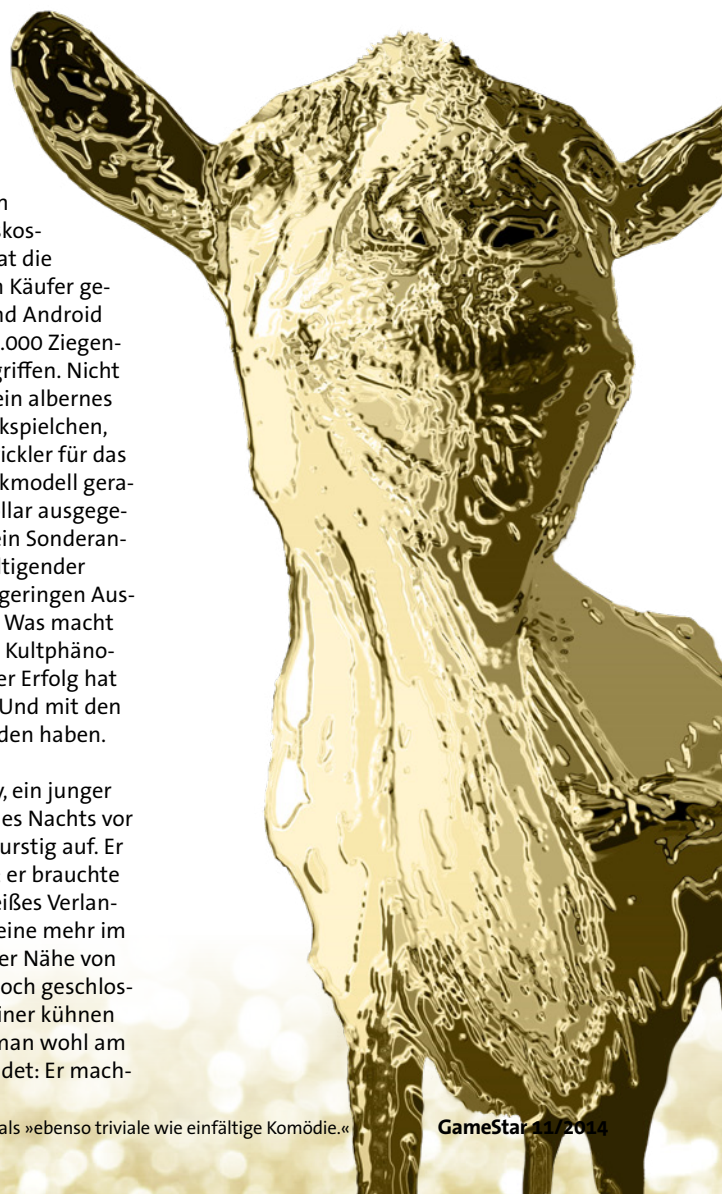 n
skos-
at die
n Käufer ge-
nd Android
.000 Ziegen-
griffen. Nicht
ein albernes
kspielchen,
ickler für das
kmodell gera-
llar ausgege-
ein Sonderan-
ltigender
geringen Aus-
Was macht
Kultphäno-
er Erfolg hat
Und mit den
den haben.
y, ein junger
es Nachts vor
urstig auf. Er
er brauchte
eißes Verlan-
eine mehr im
er Nähe von
och geschlos-
iner kühnen
man wohl am
det: Er mach-
als »ebenso triviale wie einfältige Komödie.«
GameStar 11/2014